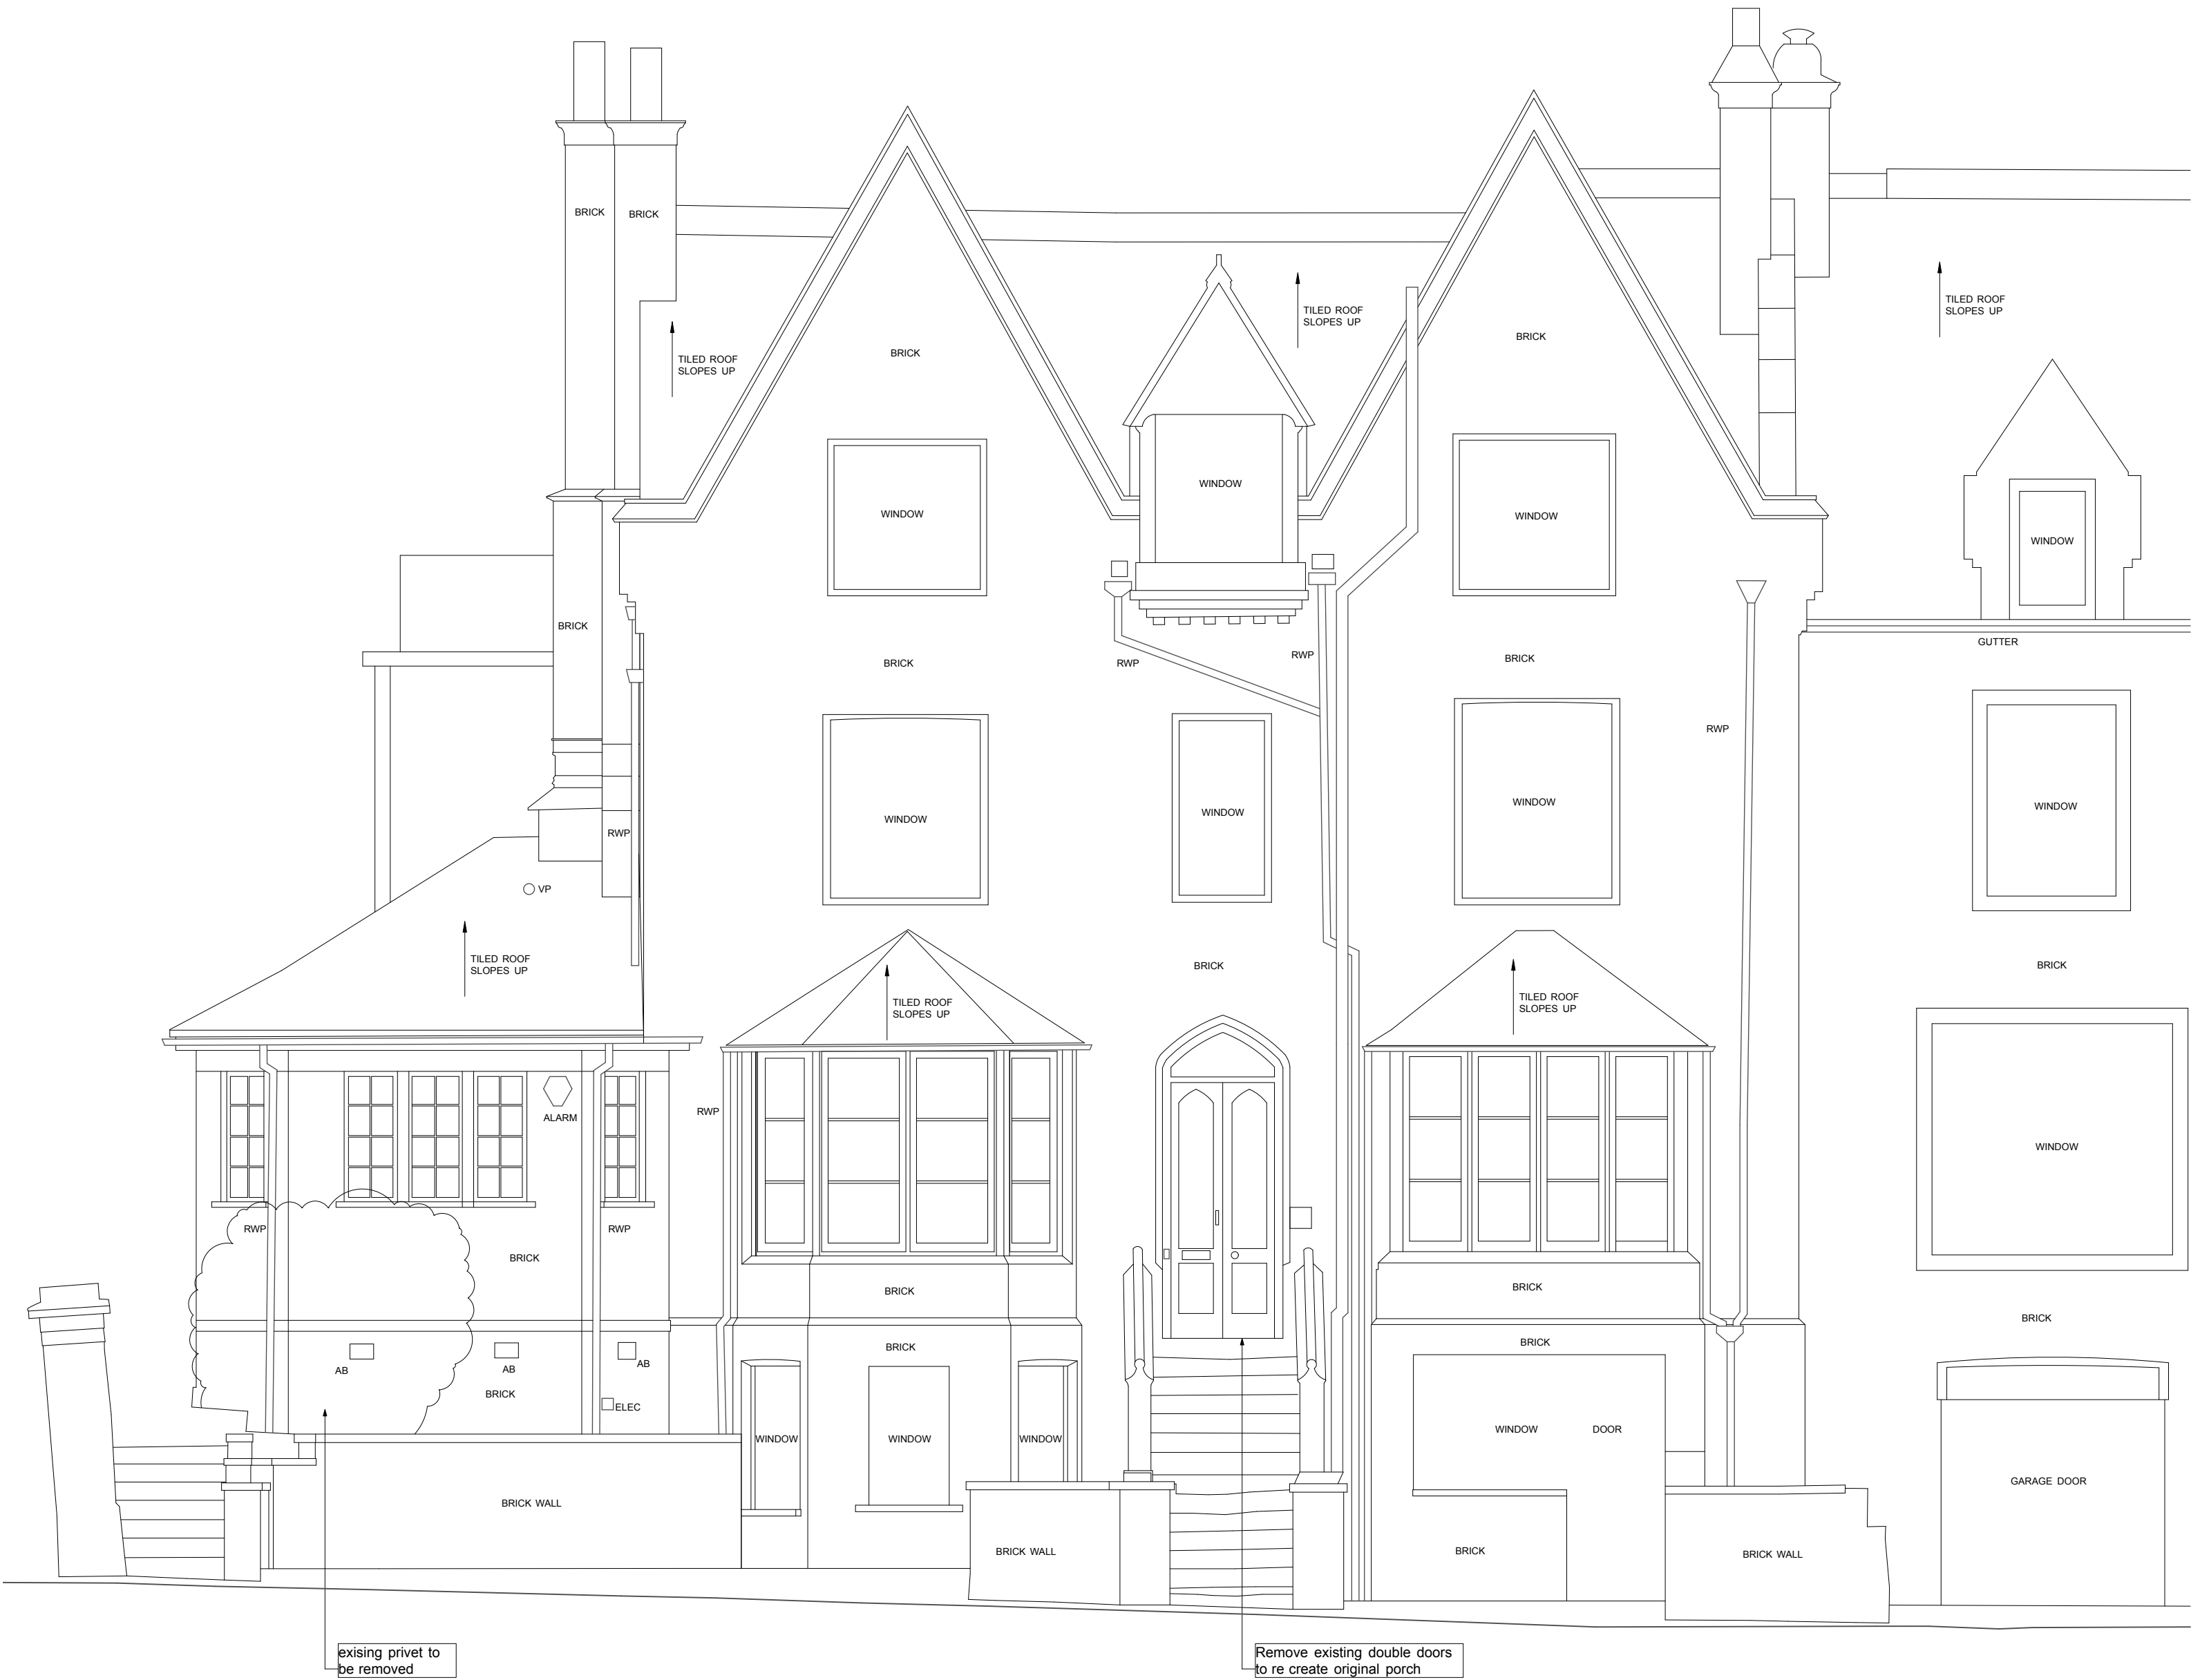 BRICK
BRICK
TILED ROOF
SLOPES UP
TILED ROOF
SLOPES UP
TILED ROOF
SLOPES UP
BRICK
BRICK
WINDOW
WINDOW
WINDOW
WINDOW
BRICK
BRICK
RWP
RWP
BRICK
GUTTER
RWP
WINDOW
WINDOW
WINDOW
WINDOW
RWP
VP
TILED ROOF
SLOPES UP
BRICK
BRICK
TILED ROOF
SLOPES UP
TILED ROOF
SLOPES UP
ALARM
RWP
WINDOW
RWP
RWP
BRICK
BRICK
BRICK
BRICK
BRICK
BRICK
AB
AB
AB
BRICK
ELEC
WINDOW
WINDOW
WINDOW
WINDOW
DOOR
GARAGE DOOR
BRICK WALL
BRICK WALL
BRICK
BRICK WALL
exising privet to
be removed
Remove existing double doors
to re create original porch